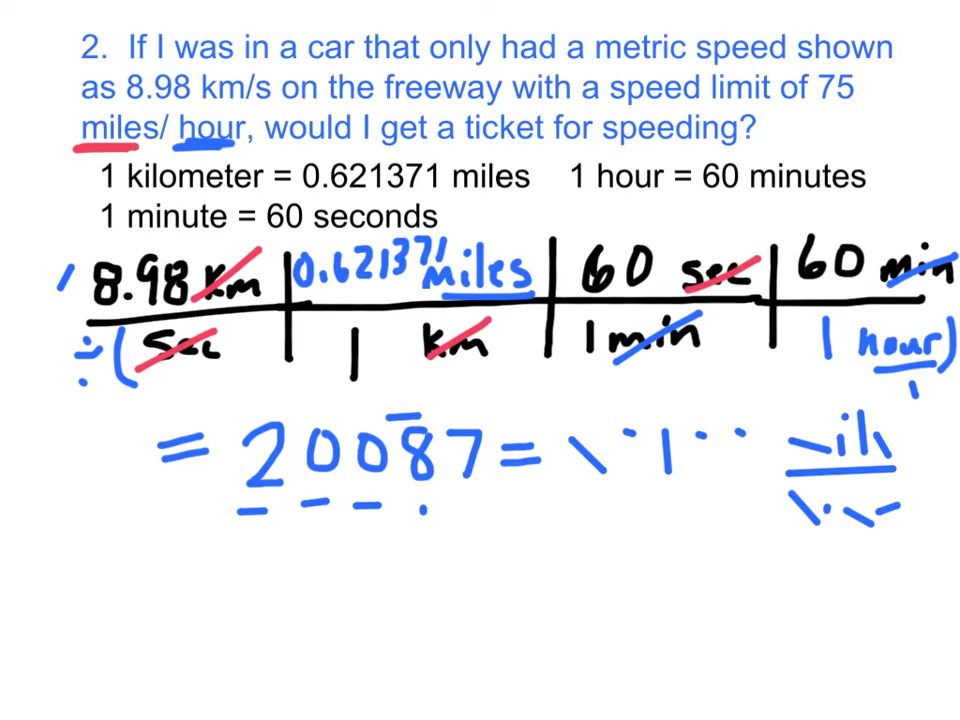 2. If I was in a car that only had a metric speed shown
as 8.98 km/s on the freeway with a speed limit of 75
miles/ hour, would I get a ticket for speeding?
1 kilometer = 0.621371 miles 1 hour = 60 minutes
1 minute = 60 seconds
8.98 km 0.621371 miles 60 sec 60 min
÷ ( sec 1 km 1 min 1 hour )
= 20087 =